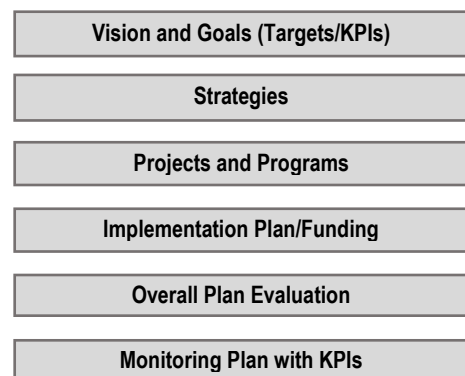 Vision and Goals (Targets/KPIs)
Strategies
Projects and Programs
Implementation Plan/Funding
Overall Plan Evaluation
Monitoring Plan with KPIs